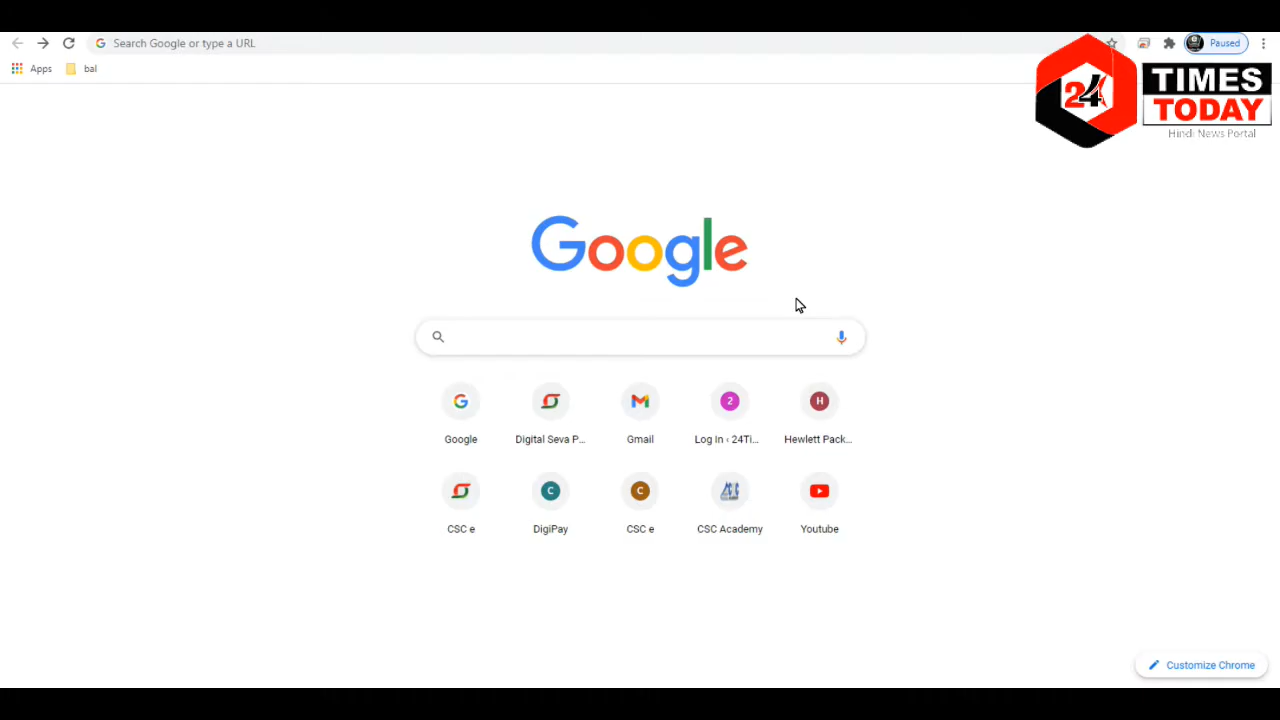 Search Google or type a URL
Paused
Apps
bal
24
TIMES
TODAY
Hindi News Portal
Google
Google
Digital Seva P...
Gmail
2
Log In ‹ 24Ti...
H
Hewlett Pack...
CSC e
C
DigiPay
C
CSC e
CSC Academy
Youtube
Customize Chrome